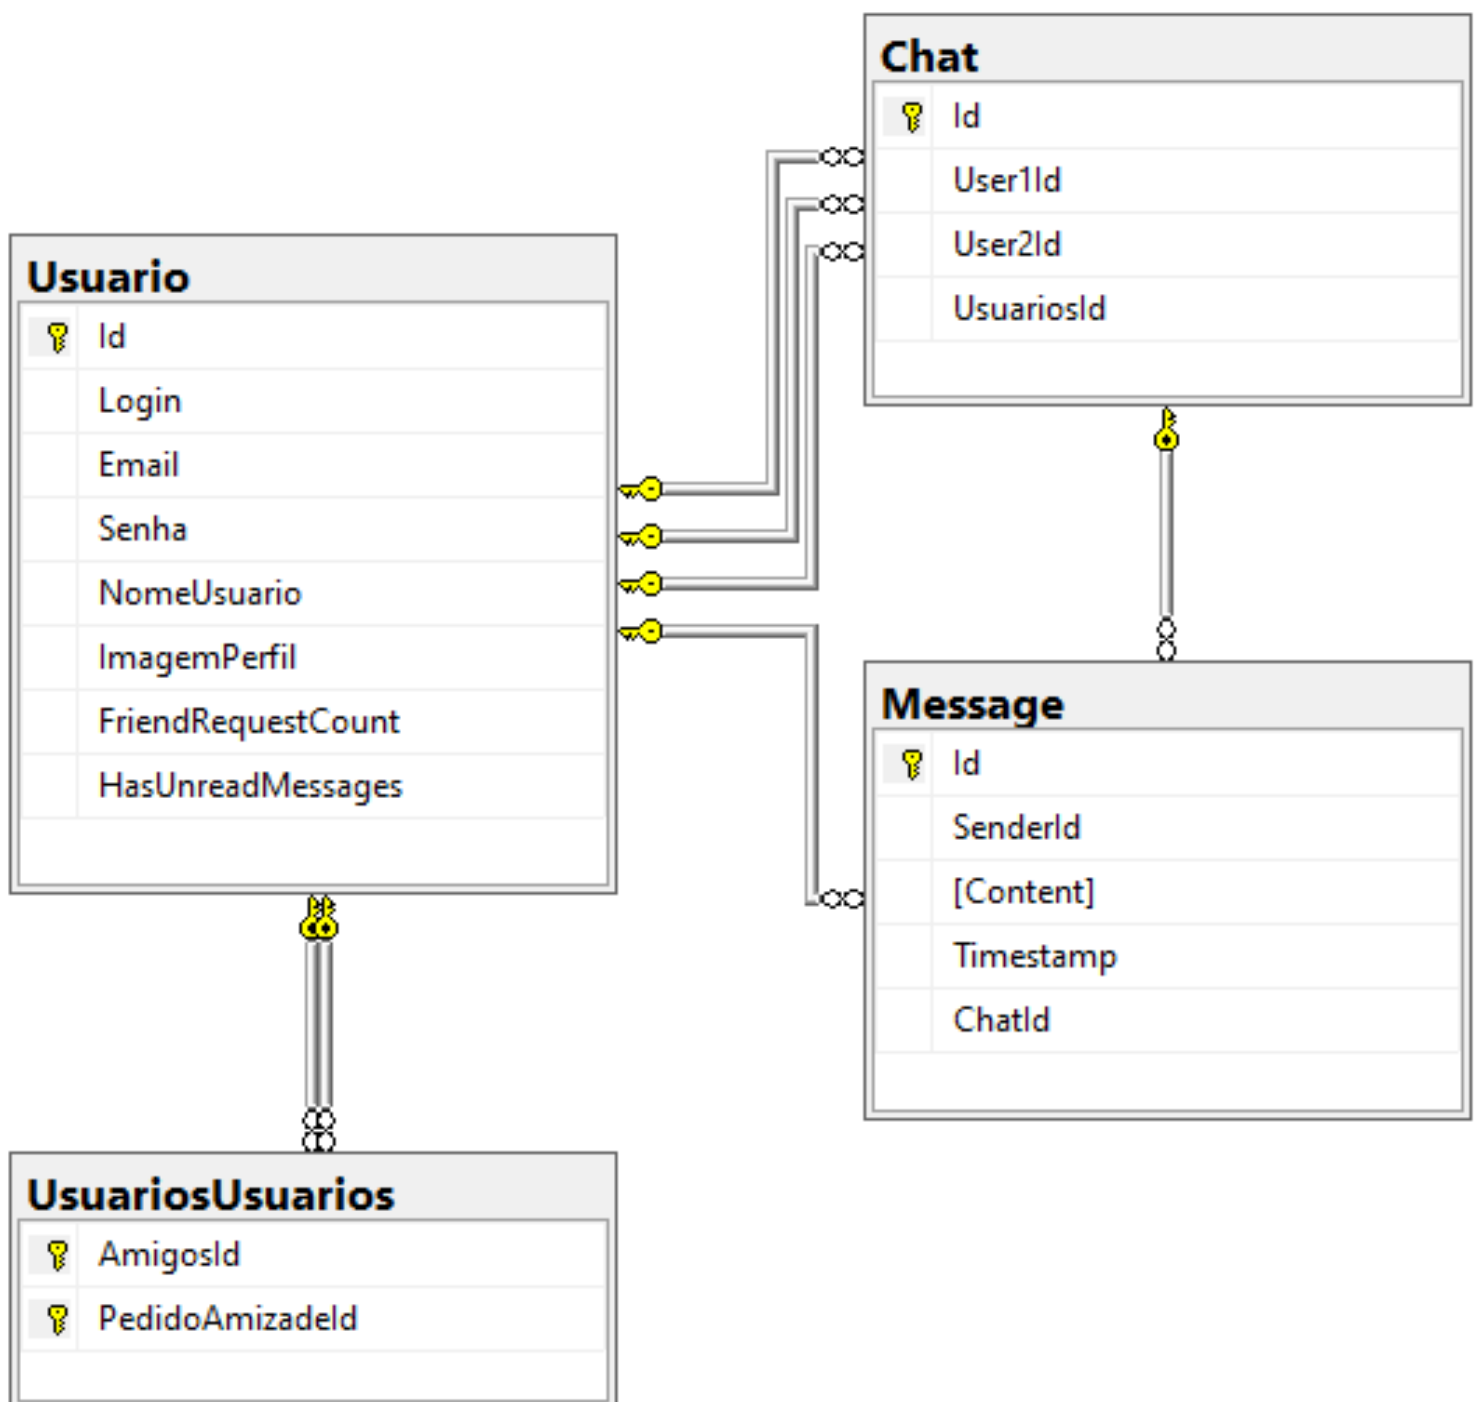 Chat
Id
User1Id
User2Id
UsuariosId
Usuario
Id
Login
Email
Senha
NomeUsuario
ImagemPerfil
FriendRequestCount
HasUnreadMessages
Message
Id
SenderId
[Content]
Timestamp
ChatId
UsuariosUsuarios
AmigosId
PedidoAmizadeId